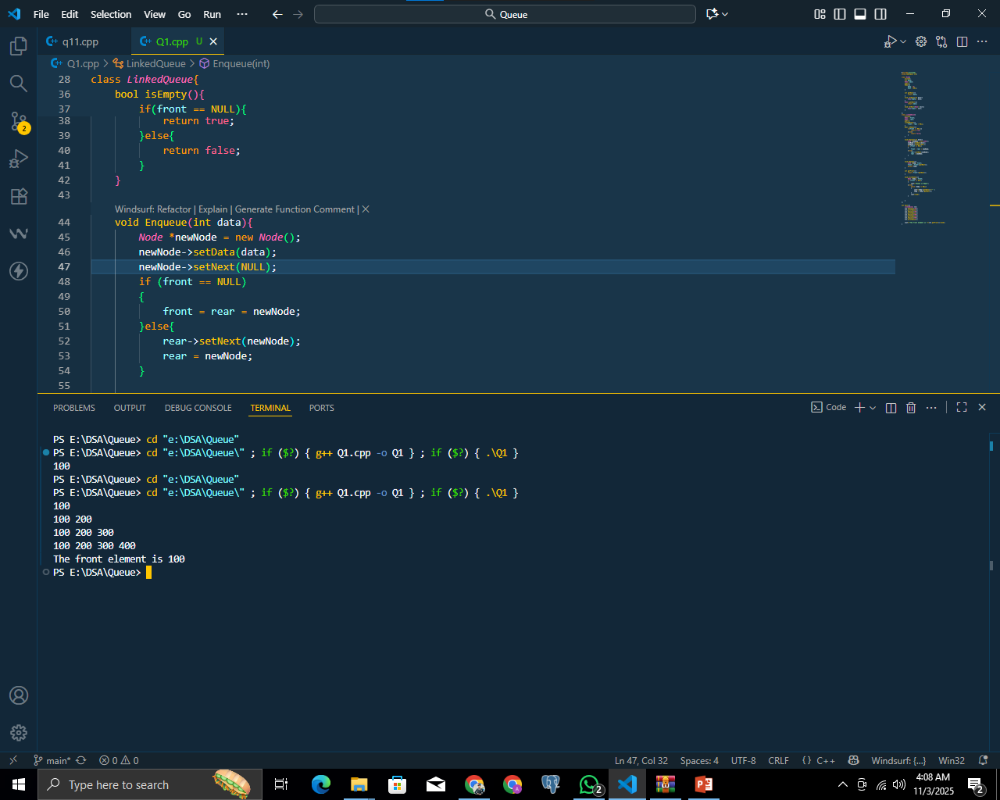 File Edit Selection View Go Run ··· Queue
q11.cpp Q1.cpp U
Q1.cpp > LinkedQueue > Enqueue(int)
28 class LinkedQueue{
36 bool isEmpty(){
37 if(front == NULL){
38 return true;
39 }else{
40 return false;
41 }
42 }
43
Windsurf: Refactor | Explain | Generate Function Comment | X
44 void Enqueue(int data){
45 Node *newNode = new Node();
46 newNode->setData(data);
47 newNode->setNext(NULL);
48 if (front == NULL)
49 {
50 front = rear = newNode;
51 }else{
52 rear->setNext(newNode);
53 rear = newNode;
54 }
55
PROBLEMS OUTPUT DEBUG CONSOLE TERMINAL PORTS Code
PS E:\DSA\Queue> cd "e:\DSA\Queue"
PS E:\DSA\Queue> cd "e:\DSA\Queue\" ; if ($?) { g++ Q1.cpp -o Q1 } ; if ($?) { .\Q1 }
100
PS E:\DSA\Queue> cd "e:\DSA\Queue"
PS E:\DSA\Queue> cd "e:\DSA\Queue\" ; if ($?) { g++ Q1.cpp -o Q1 } ; if ($?) { .\Q1 }
100
100 200
100 200 300
100 200 300 400
The front element is 100
PS E:\DSA\Queue>
2
main* 0 0 Ln 47, Col 32 Spaces: 4 UTF-8 CRLF {} C++ Windsurf: {...} Win32
Type here to search 2 4:08 AM 2
11/3/2025